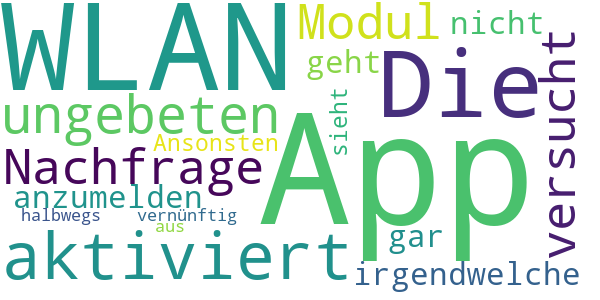 WLAN
Modul
nicht
geht
Die
versucht
ungebeten
Ansonsten
sieht
App
Nachfrage
anzumelden
halbwegs
vernünftig
aus
gar
aktiviert
irgendwelche